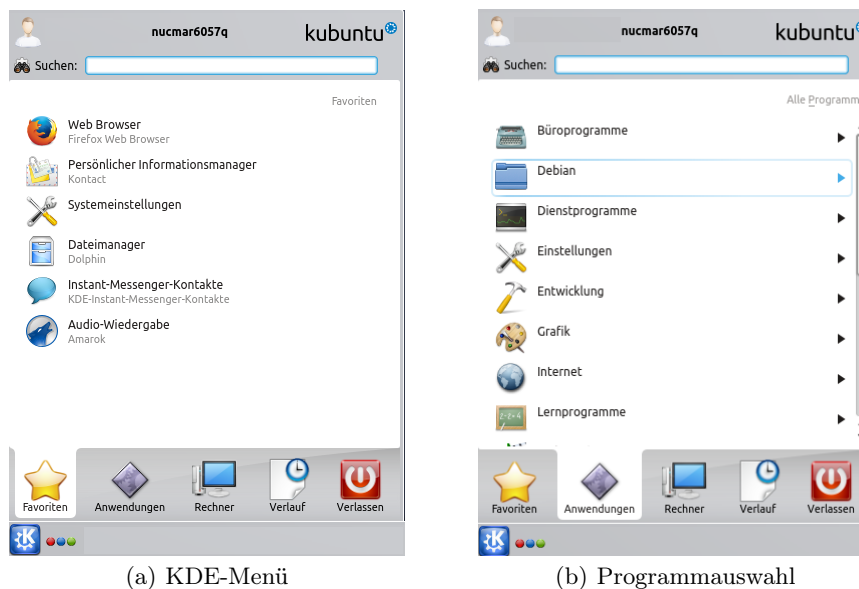 nucmar6057q
kubuntu
Suchen:
Favoriten
Web Browser
Firefox Web Browser
Persönlicher Informationsmanager
Kontact
Systemeinstellungen
Dateimanager
Dolphin
Instant-Messenger-Kontakte
KDE-Instant-Messenger-Kontakte
Audio-Wiedergabe
Amarok
Favoriten
Anwendungen
Rechner
Verlauf
Verlassen
(a) KDE-Menü
nucmar6057q
kubuntu
Suchen:
Alle Programm
Büroprogramme
Debian
Dienstprogramme
Einstellungen
Entwicklung
Grafik
Internet
Lernprogramme
Favoriten
Anwendungen
Rechner
Verlauf
Verlassen
(b) Programmauswahl